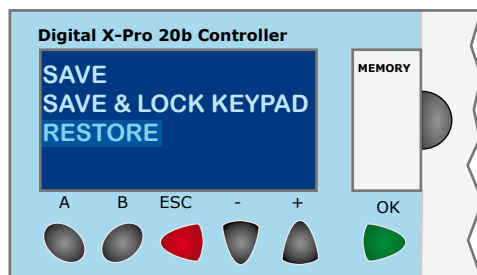 Digital X-Pro 20b Controller
SAVE
SAVE & LOCK KEYPAD
RESTORE
MEMORY
A B ESC - + OK